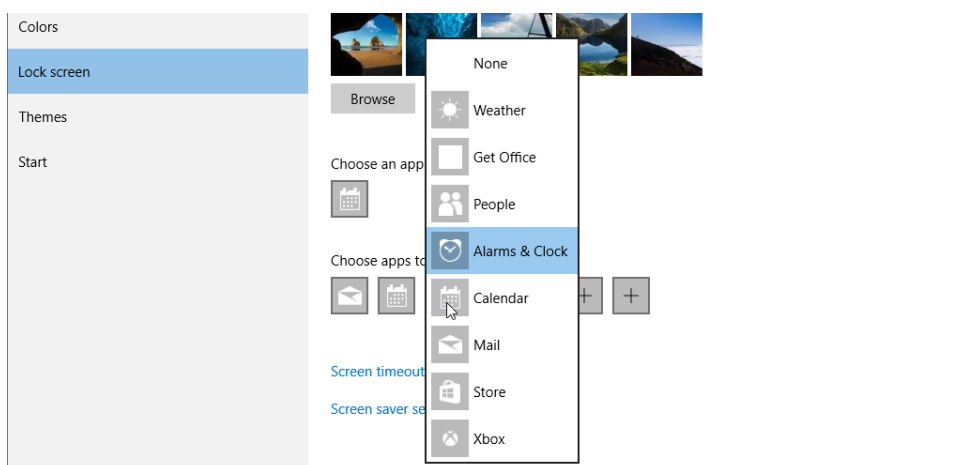 Colors
Lock screen
Themes
Start
Browse
Choose an app
Choose apps to
Screen timeout
Screen saver se
None
Weather
Get Office
People
Alarms & Clock
Calendar
Mail
Store
Xbox